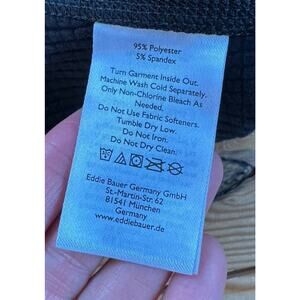 95% Polyester
5% Spandex
Turn Garment Inside Out.
Machine Wash Cold Separately.
Only Non-Chlorine Bleach As
Needed.
Do Not Use Fabric Softeners.
Tumble Dry Low.
Do Not Iron.
Do Not Dry Clean.
Eddie Bauer Germany GmbH
St.-Martin-Str. 62
81541 München
Germany
www.eddiebauer.de